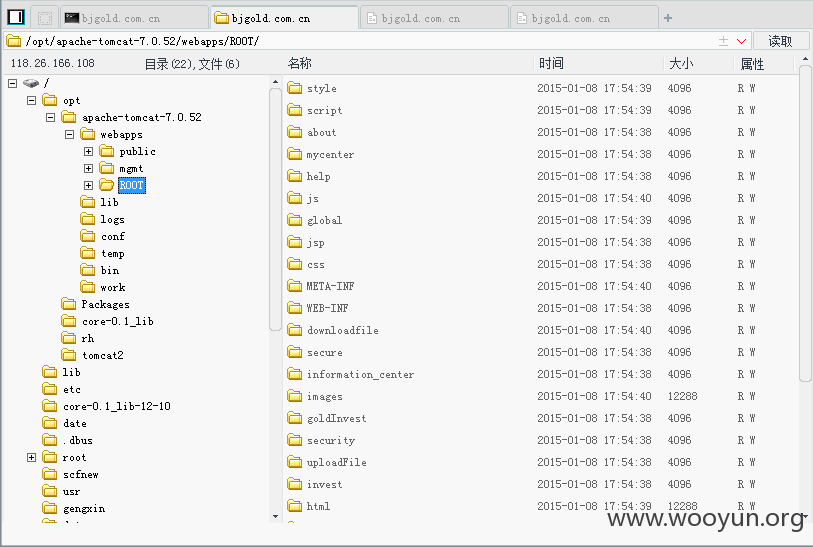 bjgold.com.cn bjgold.com.cn bjgold.com.cn bjgold.com.cn +
/opt/apache-tomcat-7.0.52/webapps/ROOT/ 读取
118.26.166.108 目录(22),文件(6)
/
opt
apache-tomcat-7.0.52
webapps
public
mgmt
ROOT
lib
logs
conf
temp
bin
work
Packages
core-0.1_lib
rh
tomcat2
lib
etc
core-0.1_lib-12-10
date
.dbus
root
scfnew
usr
gengxin
名称 时间 大小 属性
style 2015-01-08 17:54:39 4096 R W
script 2015-01-08 17:54:39 4096 R W
about 2015-01-08 17:54:38 4096 R W
mycenter 2015-01-08 17:54:38 4096 R W
help 2015-01-08 17:54:38 4096 R W
js 2015-01-08 17:54:40 4096 R W
global 2015-01-08 17:54:39 4096 R W
jsp 2015-01-08 17:54:38 4096 R W
css 2015-01-08 17:54:38 4096 R W
META-INF 2015-01-08 17:54:40 4096 R W
WEB-INF 2015-01-08 17:54:38 4096 R W
downloadfile 2015-01-08 17:54:40 4096 R W
secure 2015-01-08 17:54:38 4096 R W
information_center 2015-01-08 17:54:38 4096 R W
images 2015-01-08 17:54:40 12288 R W
goldInvest 2015-01-08 17:54:38 4096 R W
security 2015-01-08 17:54:38 4096 R W
uploadFile 2015-01-08 17:54:38 4096 R W
invest 2015-01-08 17:54:38 4096 R W
html 2015-01-08 17:54:39 12288 R W
www.wooyun.org